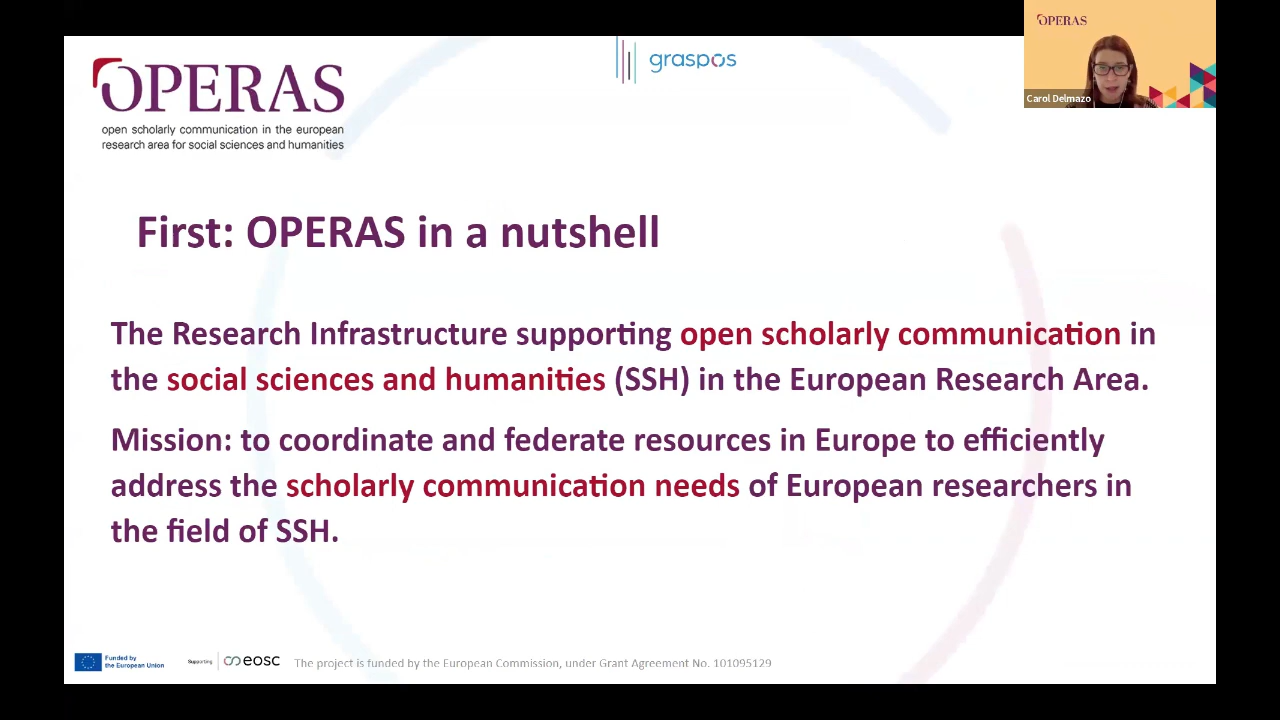 OPERAS
open scholarly communication in the european
research area for social sciences and humanities
graspos
OPERAS
Carol Delmazo
First: OPERAS in a nutshell
The Research Infrastructure supporting open scholarly communication in
the social sciences and humanities (SSH) in the European Research Area.
Mission: to coordinate and federate resources in Europe to efficiently
address the scholarly communication needs of European researchers in
the field of SSH.
Funded by
the European Union
Supporting
eosc
The project is funded by the European Commission, under Grant Agreement No. 101095129